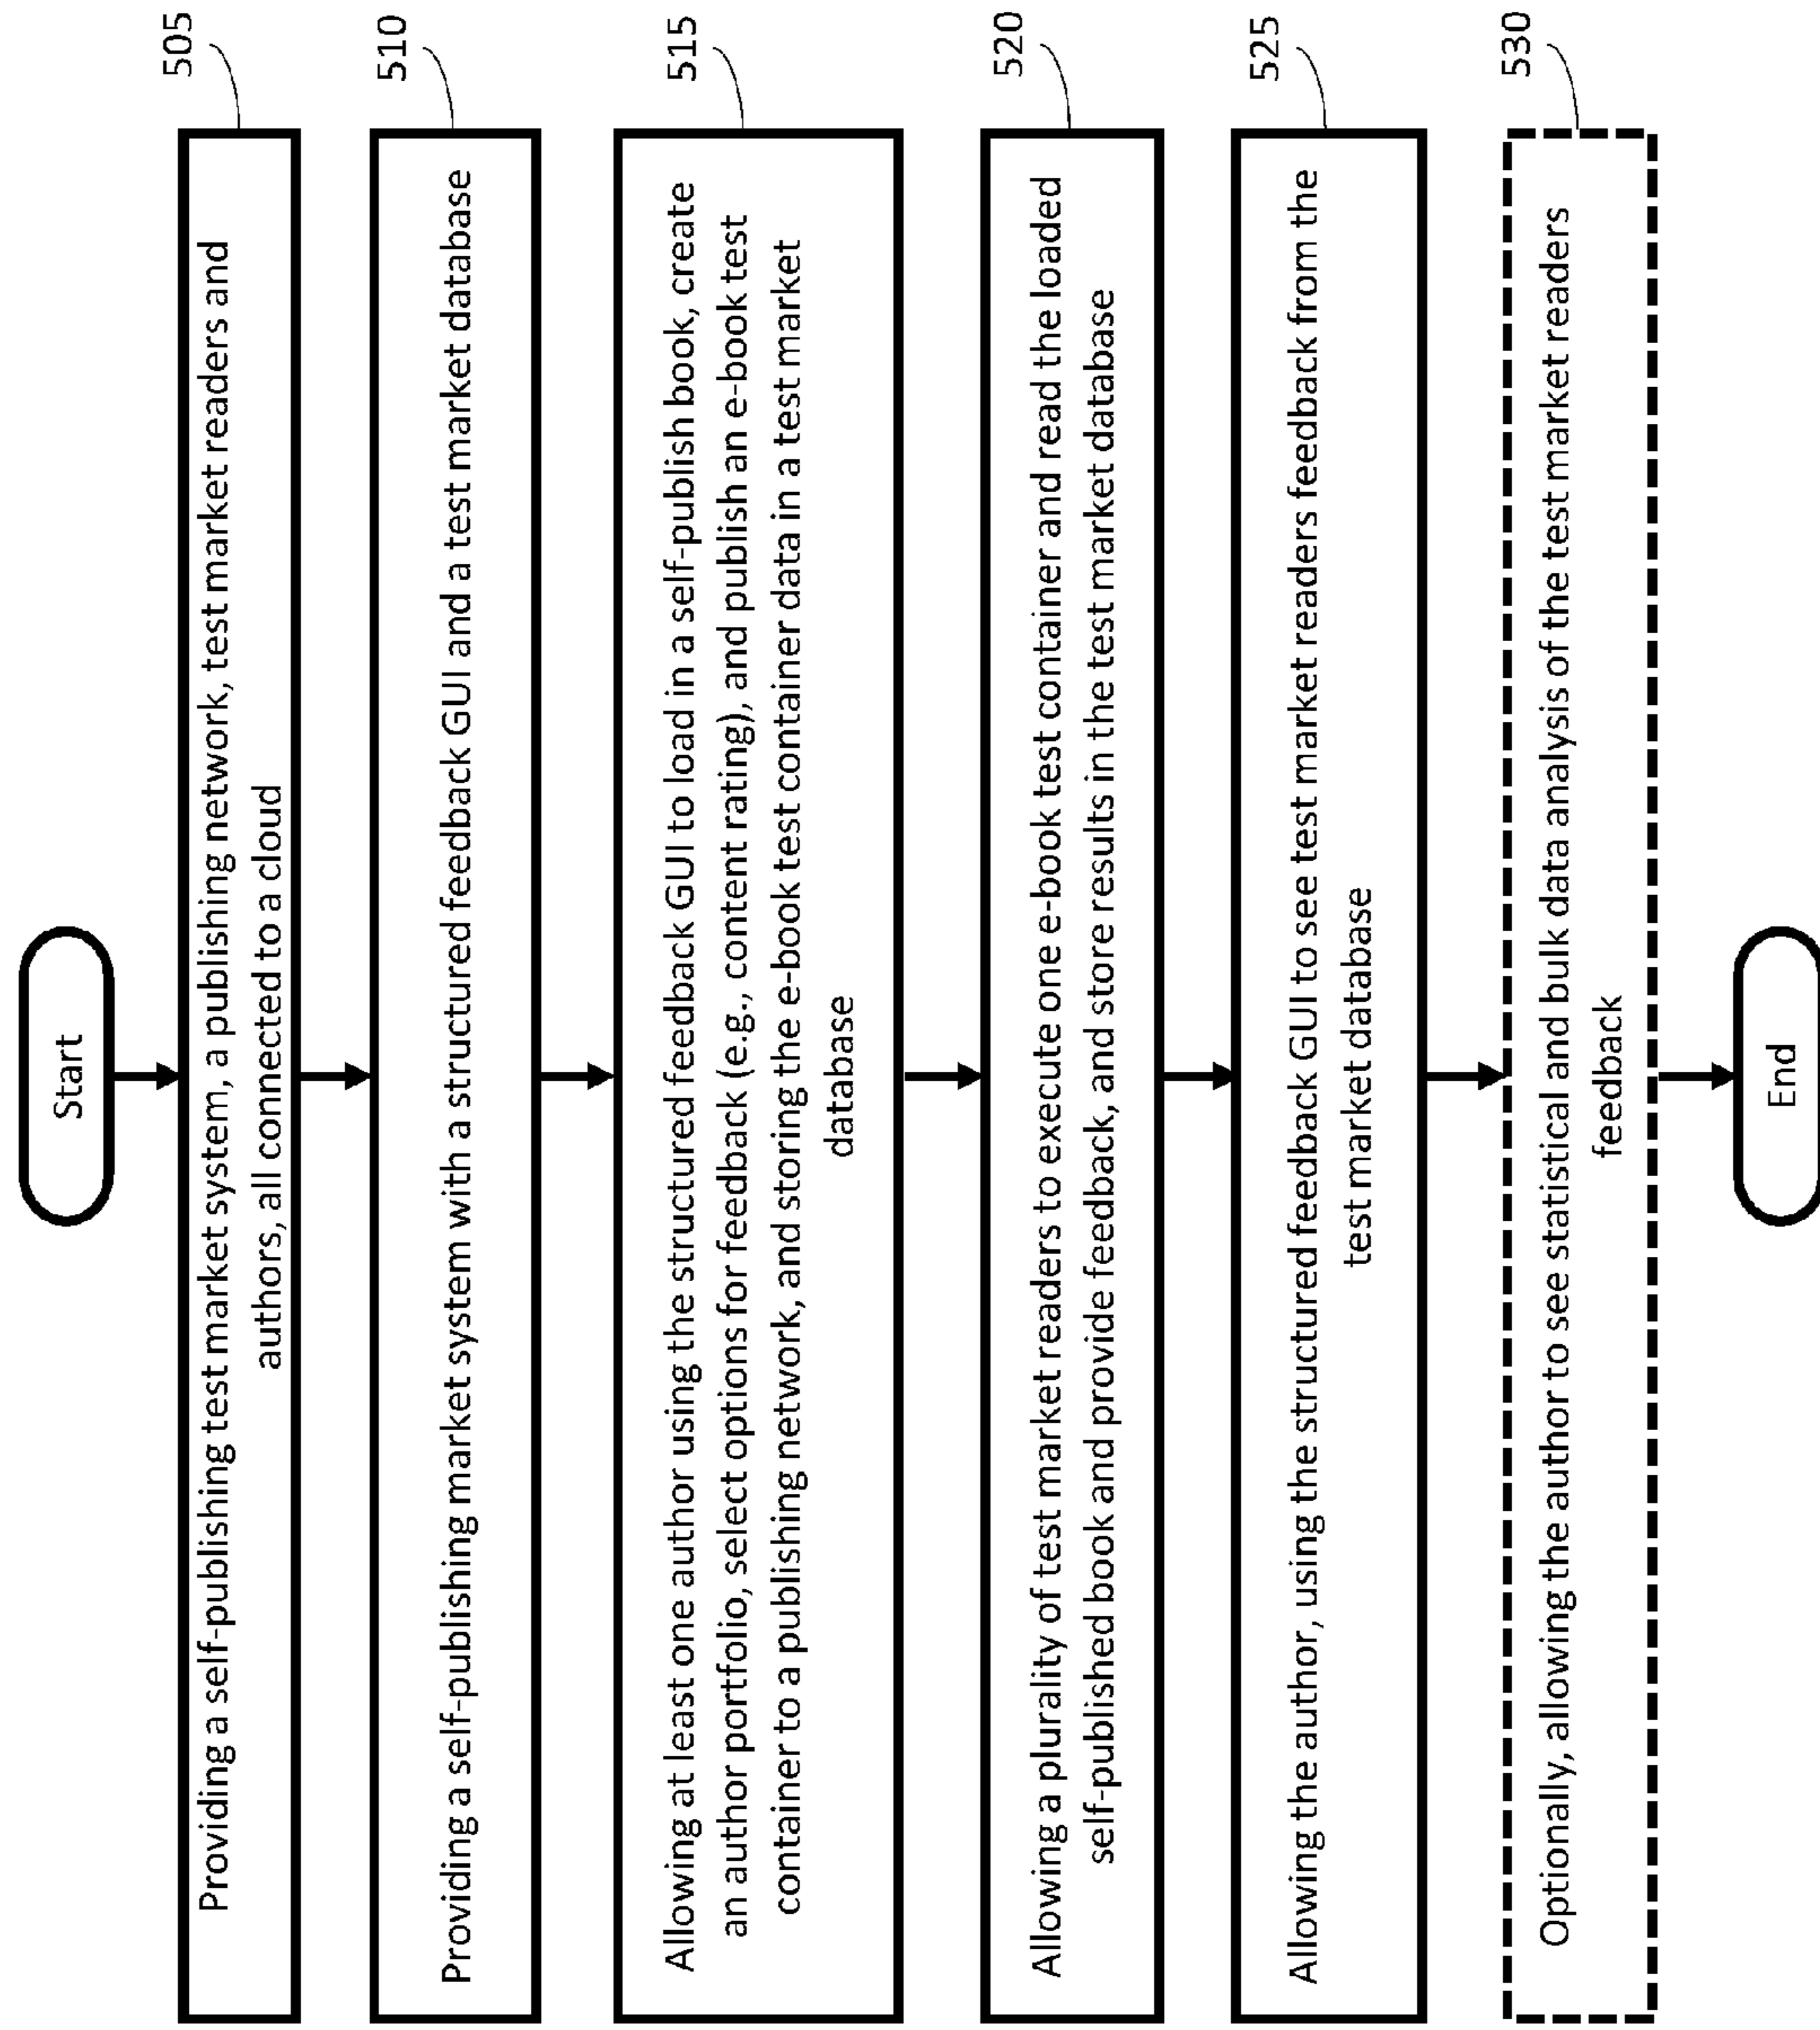 Start
Providing a self-publishing test market system, a publishing network, test market readers and
authors, all connected to a cloud
505
Providing a self-publishing market system with a structured feedback GUI and a test market database
510
Allowing at least one author using the structured feedback GUI to load in a self-publish book, create
an author portfolio, select options for feedback (e.g., content rating), and publish an e-book test
container to a publishing network, and storing the e-book test container data in a test market
database
515
Allowing a plurality of test market readers to execute one e-book test container and read the loaded
self-published book and provide feedback, and store results in the test market database
520
Allowing the author, using the structured feedback GUI to see test market readers feedback from the
test market database
525
Optionally, allowing the author to see statistical and bulk data analysis of the test market readers
feedback
530
End